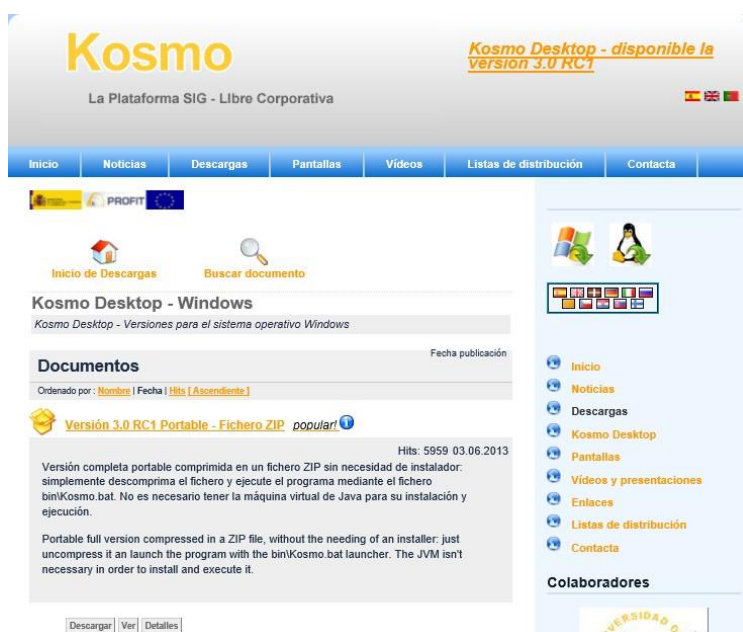 Kosmo
La Plataforma SIG - LIbre Corporativa
Kosmo Desktop - disponible la
versión 3.0 RC1
Inicio Noticias Descargas Pantallas Vídeos Listas de distribución Contacta
PROFIT
Inicio de Descargas Buscar documento
Kosmo Desktop - Windows
Kosmo Desktop - Versiones para el sistema operativo Windows
Documentos
Fecha publicación
Ordenado por : Nombre | Fecha | Hits [ Ascendiente ]
Versión 3.0 RC1 Portable - Fichero ZIP popular!
Hits: 5959 03.06.2013
Versión completa portable comprimida en un fichero ZIP sin necesidad de instalador:
simplemente descomprima el fichero y ejecute el programa mediante el fichero
bin\Kosmo.bat. No es necesario tener la máquina virtual de Java para su instalación y
ejecución.
Portable full version compressed in a ZIP file, without the needing of an installer: just
uncompress it an launch the program with the bin\Kosmo.bat launcher. The JVM isn't
necessary in order to install and execute it.
Descargar Ver Detalles
Inicio
Noticias
Descargas
Kosmo Desktop
Pantallas
Vídeos y presentaciones
Enlaces
Listas de distribución
Contacta
Colaboradores